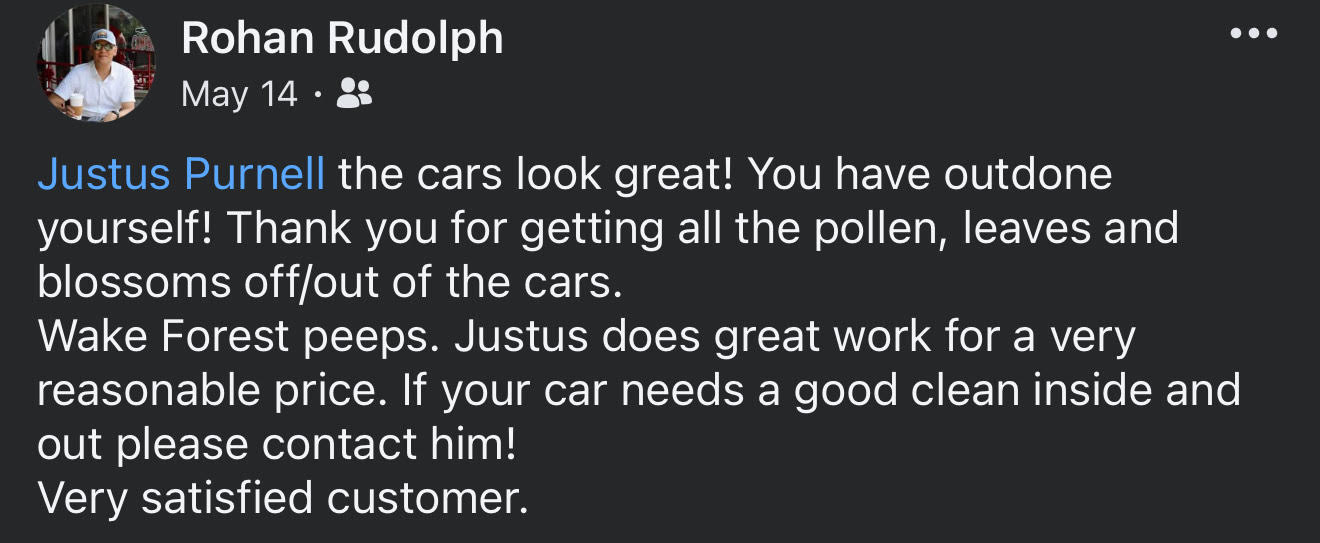 Rohan Rudolph
May 14 ·
Justus Purnell the cars look great! You have outdone
yourself! Thank you for getting all the pollen, leaves and
blossoms off/out of the cars.
Wake Forest peeps. Justus does great work for a very
reasonable price. If your car needs a good clean inside and
out please contact him!
Very satisfied customer.